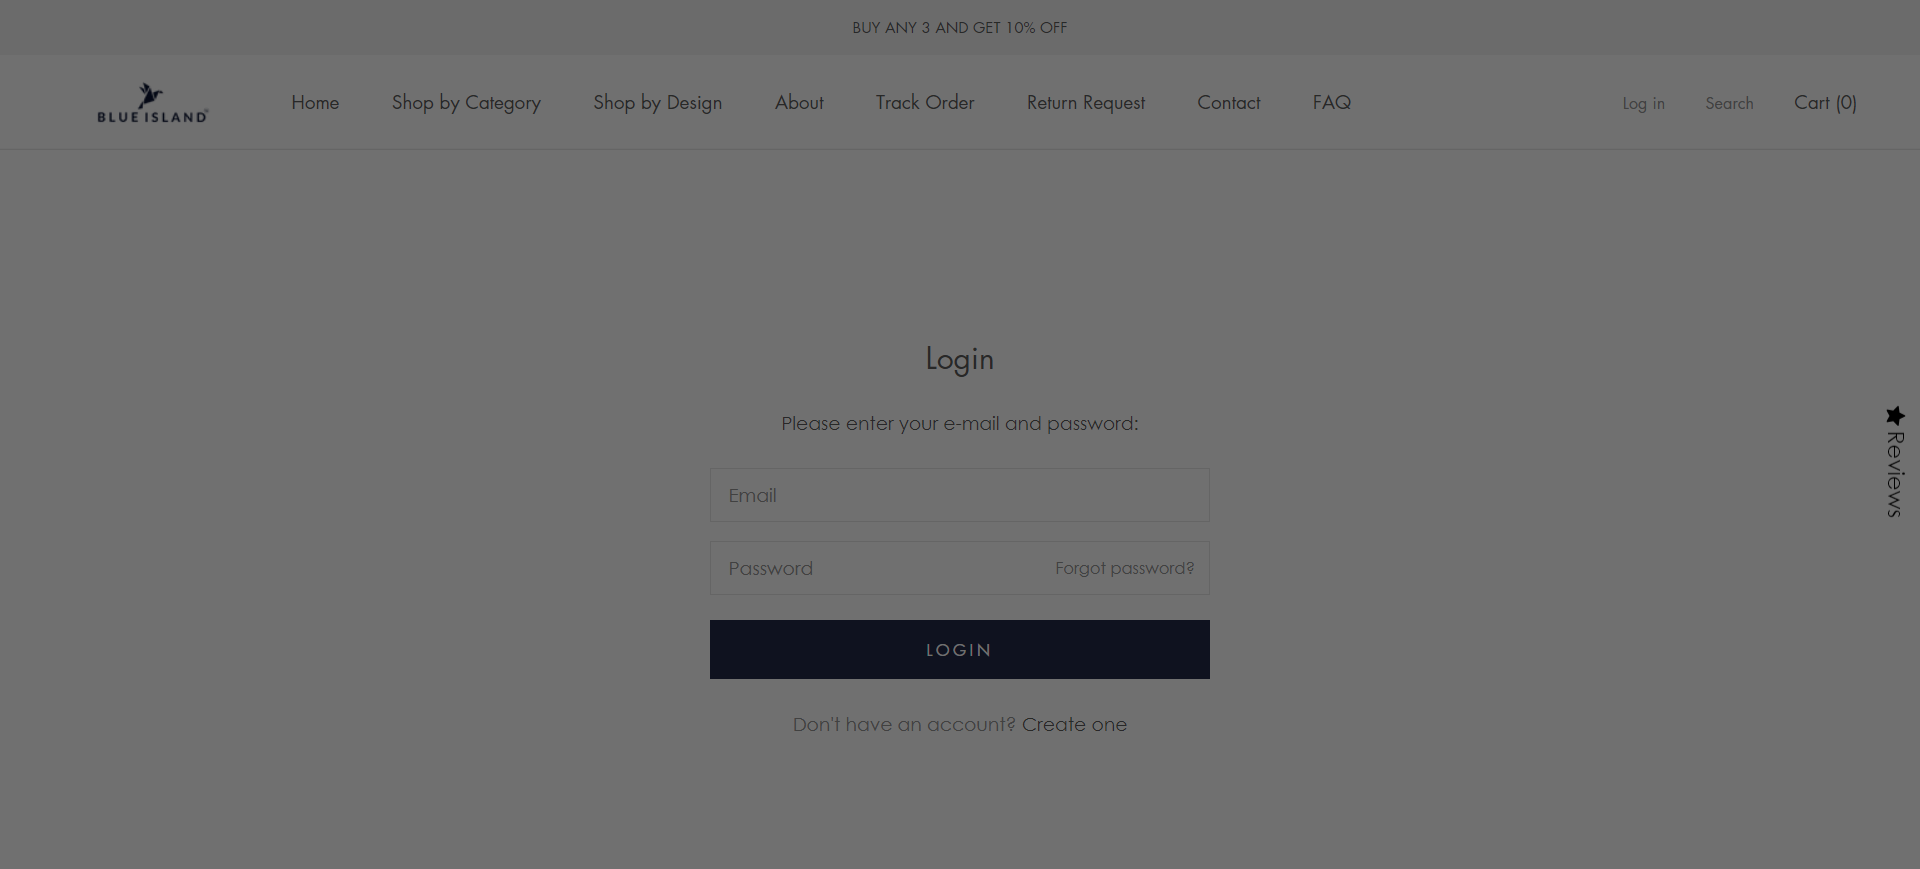 BUY ANY 3 AND GET 10% OFF
BLUE ISLAND
Home Shop by Category Shop by Design About Track Order Return Request Contact FAQ Log in Search Cart (0)
Login
Please enter your e-mail and password:
Email
Password Forgot password?
LOGIN
Don't have an account? Create one
Reviews